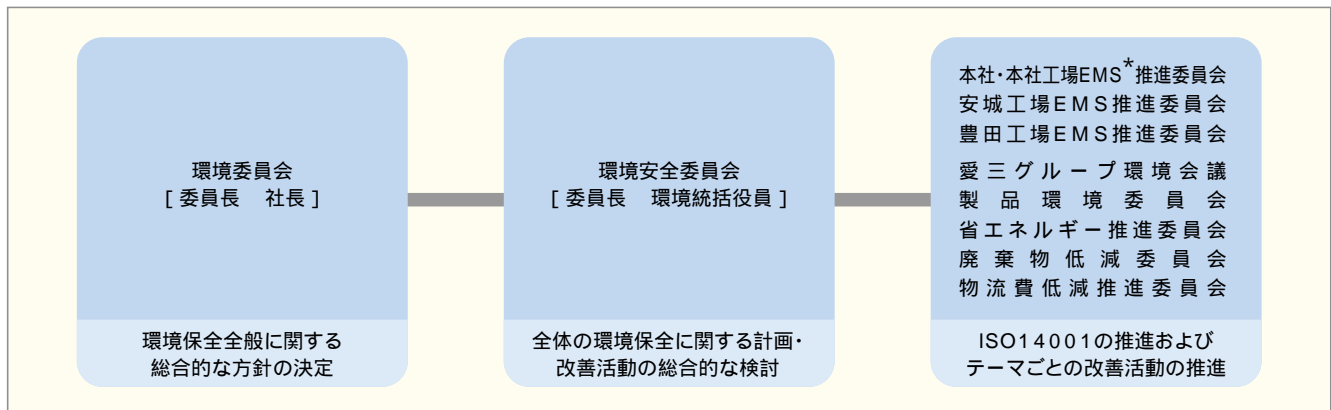 環境委員会
[ 委員長 社長 ]
環境保全全般に関する
総合的な方針の決定
環境安全委員会
[ 委員長 環境統括役員 ]
全体の環境保全に関する計画・
改善活動の総合的な検討
本社・本社工場EMS*推進委員会
安城工場EMS推進委員会
豊田工場EMS推進委員会
愛三グループ環境会議
製品環境委員会
省エネルギー推進委員会
廃棄物低減委員会
物流費低減推進委員会
ISO14001の推進および
テーマごとの改善活動の推進